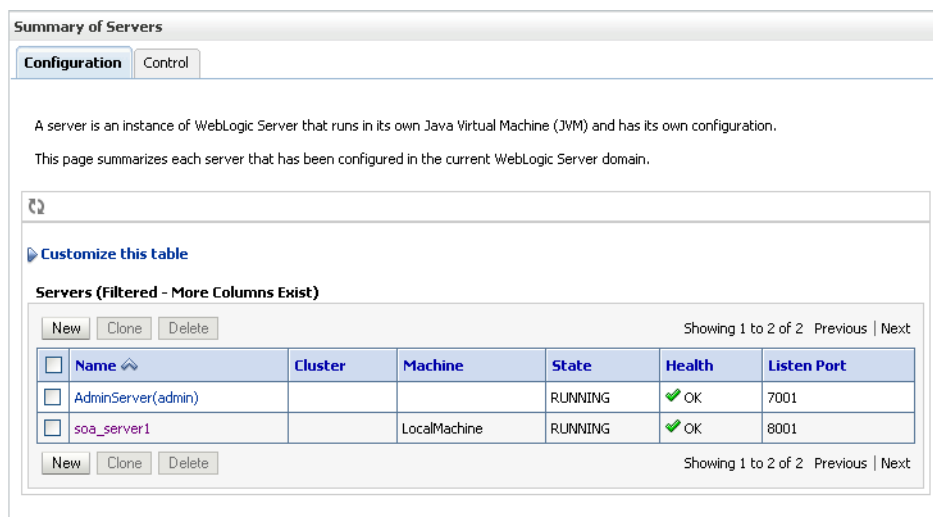 Summary of Servers
Configuration Control
A server is an instance of WebLogic Server that runs in its own Java Virtual Machine (JVM) and has its own configuration.
This page summarizes each server that has been configured in the current WebLogic Server domain.
Customize this table
Servers (Filtered - More Columns Exist)
New Clone Delete Showing 1 to 2 of 2 Previous | Next
Name Cluster Machine State Health Listen Port
AdminServer(admin) RUNNING OK 7001
soa_server1 LocalMachine RUNNING OK 8001
New Clone Delete Showing 1 to 2 of 2 Previous | Next